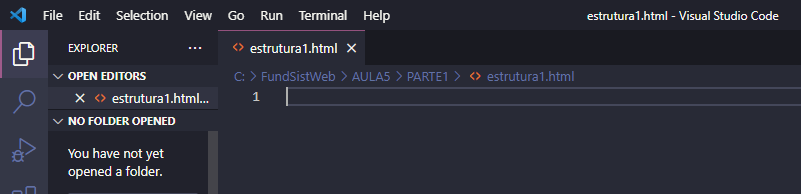 File Edit Selection View Go Run Terminal Help estrutura1.html - Visual Studio Code
EXPLORER ···
estrutura1.html ×
OPEN EDITORS
C: > FundSistWeb > AULA5 > PARTE1 > estrutura1.html
× estrutura1.html...
1
NO FOLDER OPENED
You have not yet
opened a folder.